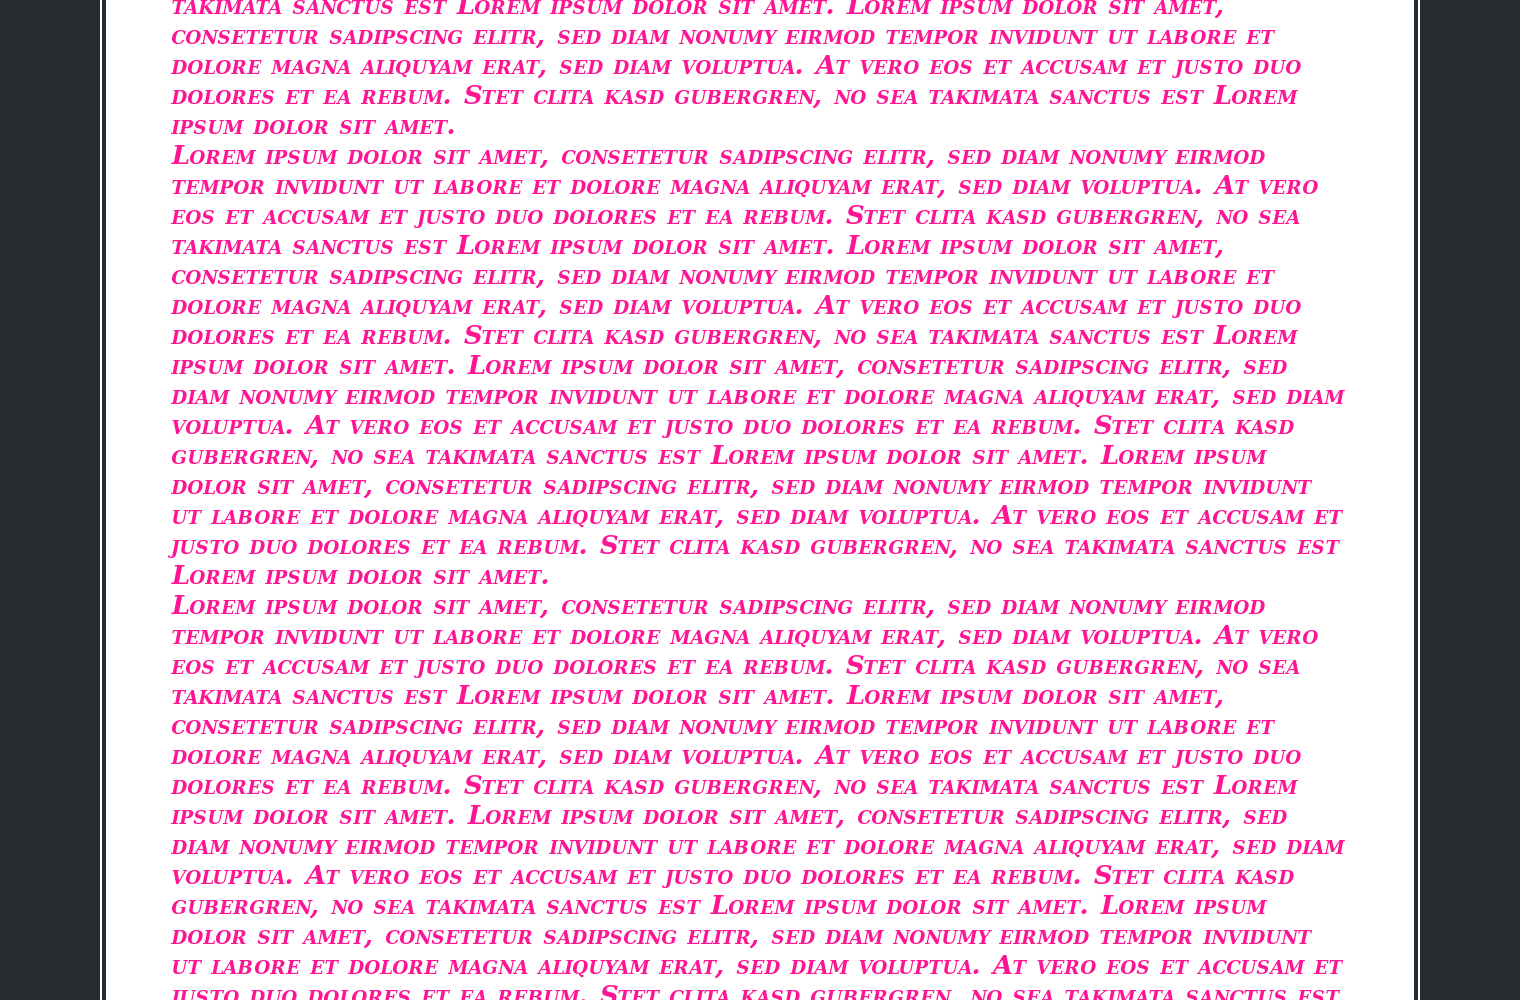 takimata sanctus est Lorem ipsum dolor sit amet. Lorem ipsum dolor sit amet,
consetetur sadipscing elitr, sed diam nonumy eirmod tempor invidunt ut labore et
dolore magna aliquyam erat, sed diam voluptua. At vero eos et accusam et justo duo
dolores et ea rebum. Stet clita kasd gubergren, no sea takimata sanctus est Lorem
ipsum dolor sit amet.
Lorem ipsum dolor sit amet, consetetur sadipscing elitr, sed diam nonumy eirmod
tempor invidunt ut labore et dolore magna aliquyam erat, sed diam voluptua. At vero
eos et accusam et justo duo dolores et ea rebum. Stet clita kasd gubergren, no sea
takimata sanctus est Lorem ipsum dolor sit amet. Lorem ipsum dolor sit amet,
consetetur sadipscing elitr, sed diam nonumy eirmod tempor invidunt ut labore et
dolore magna aliquyam erat, sed diam voluptua. At vero eos et accusam et justo duo
dolores et ea rebum. Stet clita kasd gubergren, no sea takimata sanctus est Lorem
ipsum dolor sit amet. Lorem ipsum dolor sit amet, consetetur sadipscing elitr, sed
diam nonumy eirmod tempor invidunt ut labore et dolore magna aliquyam erat, sed diam
voluptua. At vero eos et accusam et justo duo dolores et ea rebum. Stet clita kasd
gubergren, no sea takimata sanctus est Lorem ipsum dolor sit amet. Lorem ipsum
dolor sit amet, consetetur sadipscing elitr, sed diam nonumy eirmod tempor invidunt
ut labore et dolore magna aliquyam erat, sed diam voluptua. At vero eos et accusam et
justo duo dolores et ea rebum. Stet clita kasd gubergren, no sea takimata sanctus est
Lorem ipsum dolor sit amet.
Lorem ipsum dolor sit amet, consetetur sadipscing elitr, sed diam nonumy eirmod
tempor invidunt ut labore et dolore magna aliquyam erat, sed diam voluptua. At vero
eos et accusam et justo duo dolores et ea rebum. Stet clita kasd gubergren, no sea
takimata sanctus est Lorem ipsum dolor sit amet. Lorem ipsum dolor sit amet,
consetetur sadipscing elitr, sed diam nonumy eirmod tempor invidunt ut labore et
dolore magna aliquyam erat, sed diam voluptua. At vero eos et accusam et justo duo
dolores et ea rebum. Stet clita kasd gubergren, no sea takimata sanctus est Lorem
ipsum dolor sit amet. Lorem ipsum dolor sit amet, consetetur sadipscing elitr, sed
diam nonumy eirmod tempor invidunt ut labore et dolore magna aliquyam erat, sed diam
voluptua. At vero eos et accusam et justo duo dolores et ea rebum. Stet clita kasd
gubergren, no sea takimata sanctus est Lorem ipsum dolor sit amet. Lorem ipsum
dolor sit amet, consetetur sadipscing elitr, sed diam nonumy eirmod tempor invidunt
ut labore et dolore magna aliquyam erat, sed diam voluptua. At vero eos et accusam et
justo duo dolores et ea rebum. Stet clita kasd gubergren, no sea takimata sanctus est